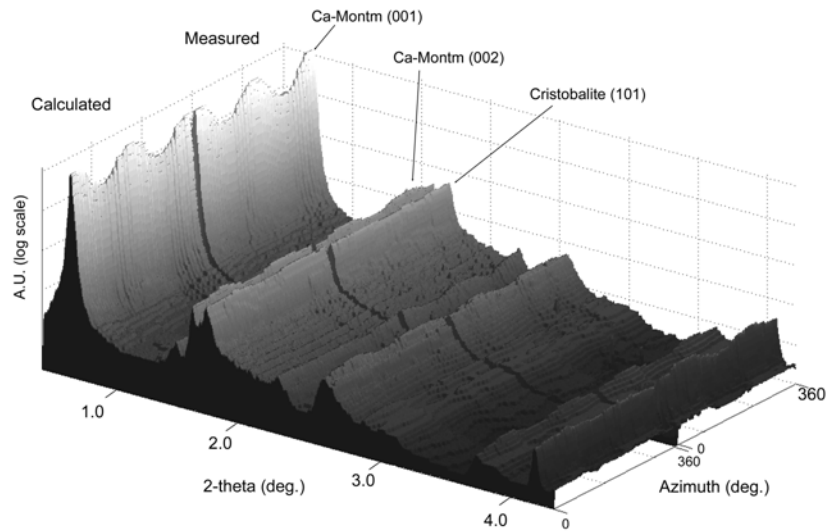 Ca-Montm (001)
Measured
Ca-Montm (002)
Cristobalite (101)
Calculated
A.U. (log scale)
1.0
2.0
3.0
4.0
2-theta (deg.)
360
0
360
0
Azimuth (deg.)